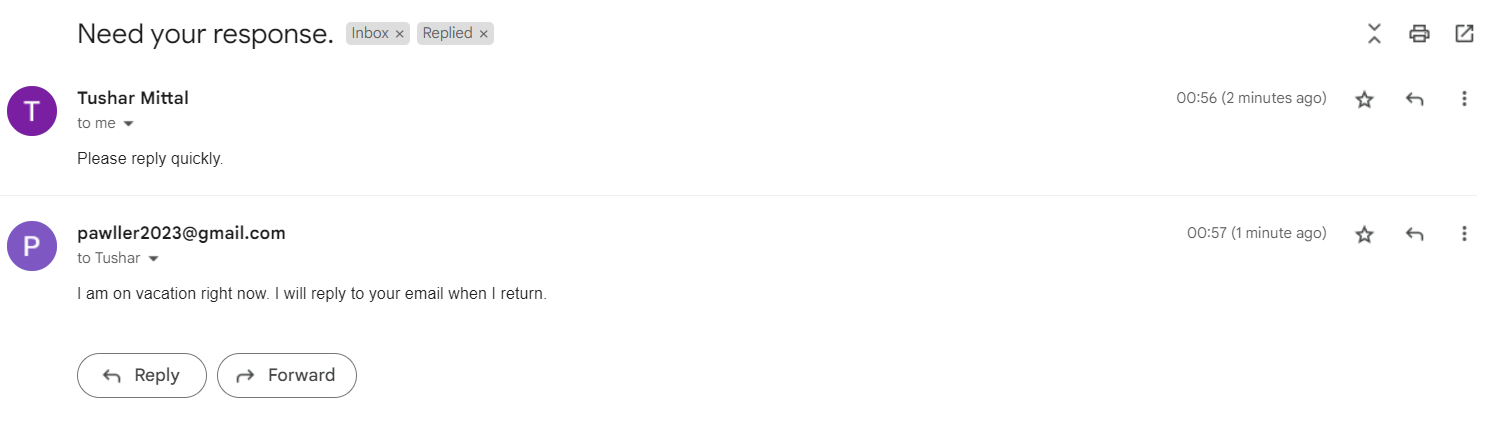 Need your response. Inbox × Replied ×
T
Tushar Mittal 00:56 (2 minutes ago)
to me
Please reply quickly.
P
pawller2023@gmail.com 00:57 (1 minute ago)
to Tushar
I am on vacation right now. I will reply to your email when I return.
Reply Forward